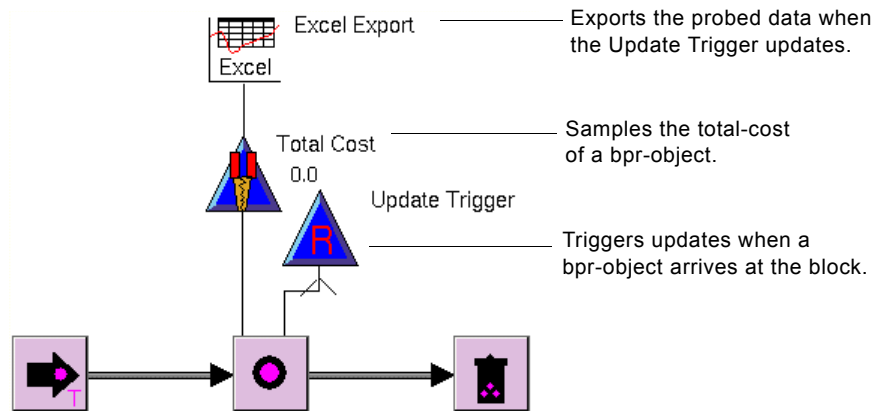 Excel Export
Exports the probed data when
the Update Trigger updates.
Excel
Total Cost
0.0
Samples the total-cost
of a bpr-object.
Update Trigger
R
Triggers updates when a
bpr-object arrives at the block.
T